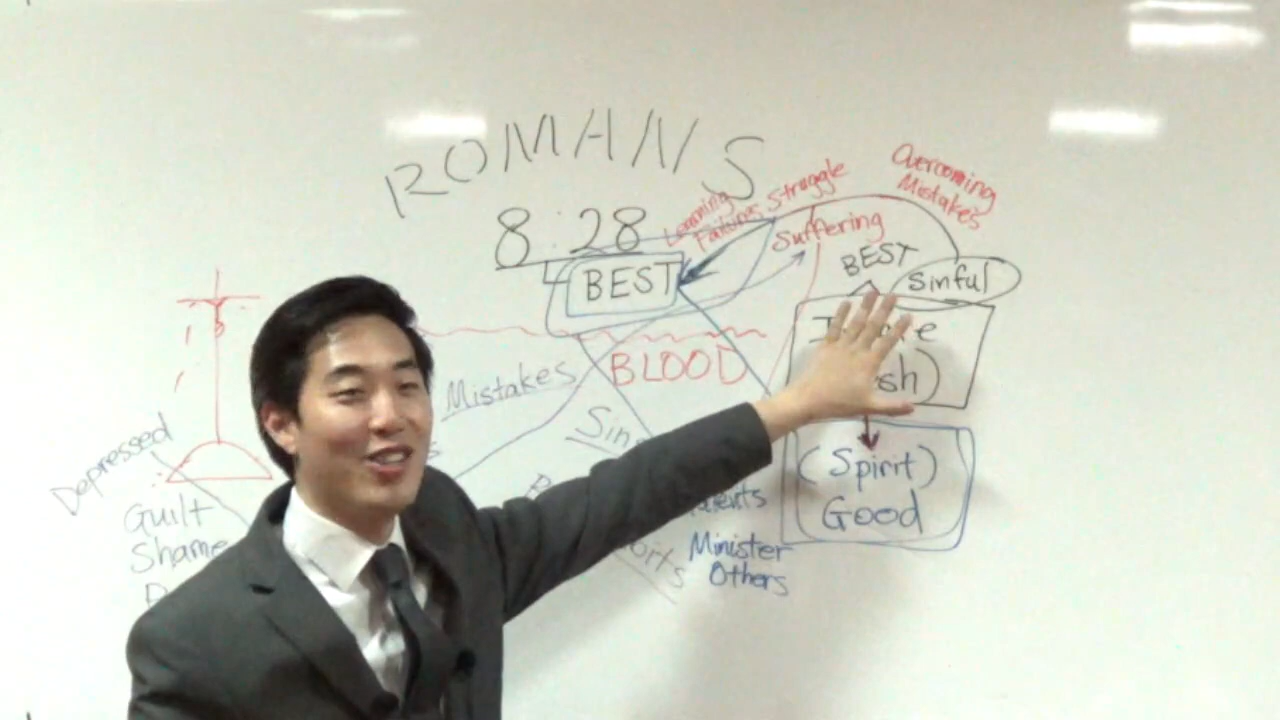 ROMANS
8:28
Learning
Failing
Struggle
Suffering
Overcoming
Mistakes
BEST
BEST
Sinful
BLOOD
Mistakes
(Spirit)
Good
Depressed
Guilt
Shame
Minister
Others